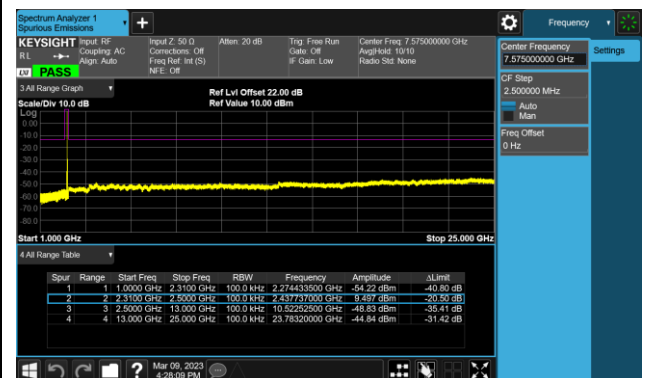 Spectrum Analyzer 1
Spurious Emissions
Frequency
KEYSIGHT Input: RF Input Z: 50 Ω Atten: 20 dB Trig: Free Run Center Freq: 7.575000000 GHz
RL Coupling: AC Corrections: Off Gate: Off Avg|Hold: 10/10
Align: Auto Freq Ref: Int (S) IF Gain: Low Radio Std: None
LXI PASS NFE: Off
3 All Range Graph
Ref Lvl Offset 22.00 dB
Scale/Div 10.0 dB Ref Value 10.00 dBm
Log
0.00
-10.0
-20.0
-30.0
-40.0
-50.0
-60.0
-70.0
-80.0
Start 1.000 GHz Stop 25.000 GHz
4 All Range Table
Spur Range Start Freq Stop Freq RBW Frequency Amplitude ΔLimit
1 1 1.0000 GHz 2.3100 GHz 100.0 kHz 2.274433500 GHz -54.22 dBm -40.80 dB
2 2 2.3100 GHz 2.5000 GHz 100.0 kHz 2.437737000 GHz 9.497 dBm -20.50 dB
3 3 2.5000 GHz 13.000 GHz 100.0 kHz 10.52252500 GHz -48.83 dBm -35.41 dB
4 4 13.000 GHz 25.000 GHz 100.0 kHz 23.78320000 GHz -44.84 dBm -31.42 dB
Mar 09, 2023
4:28:09 PM
Center Frequency
7.575000000 GHz
Settings
CF Step
2.500000 MHz
Auto
Man
Freq Offset
0 Hz